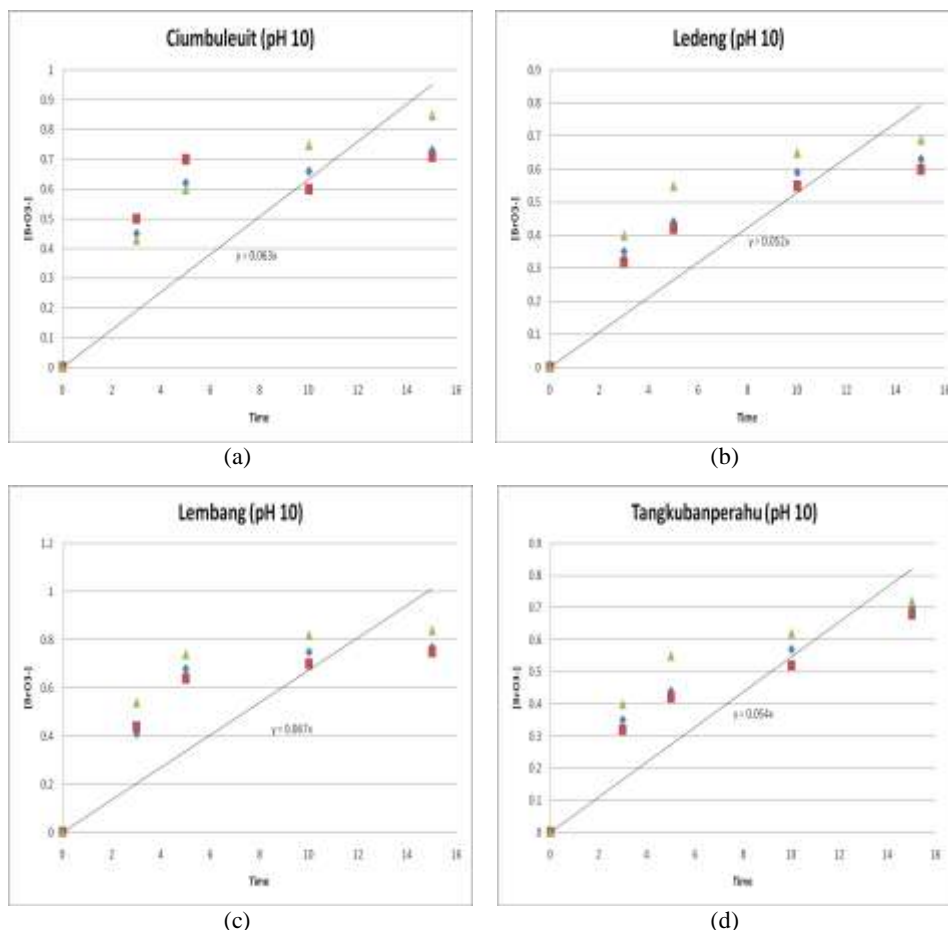 Ciumbuleuit (pH 10)
1
0.9
0.8
0.7
0.6
0.5
0.4
0.3
0.2
0.1
0
[BrO3-]
y = 0.063x
0 2 4 6 8 10 12 14 16
Time
(a)
Ledeng (pH 10)
0.9
0.8
0.7
0.6
0.5
0.4
0.3
0.2
0.1
0
[BrO3-]
y = 0.052x
0 2 4 6 8 10 12 14 16
Time
(b)
Lembang (pH 10)
1.2
1
0.8
0.6
0.4
0.2
0
[BrO3-]
y = 0.067x
0 2 4 6 8 10 12 14 16
Time
(c)
Tangkubanperahu (pH 10)
0.9
0.8
0.7
0.6
0.5
0.4
0.3
0.2
0.1
0
[BrO3-]
y = 0.054x
0 2 4 6 8 10 12 14 16
Time
(d)